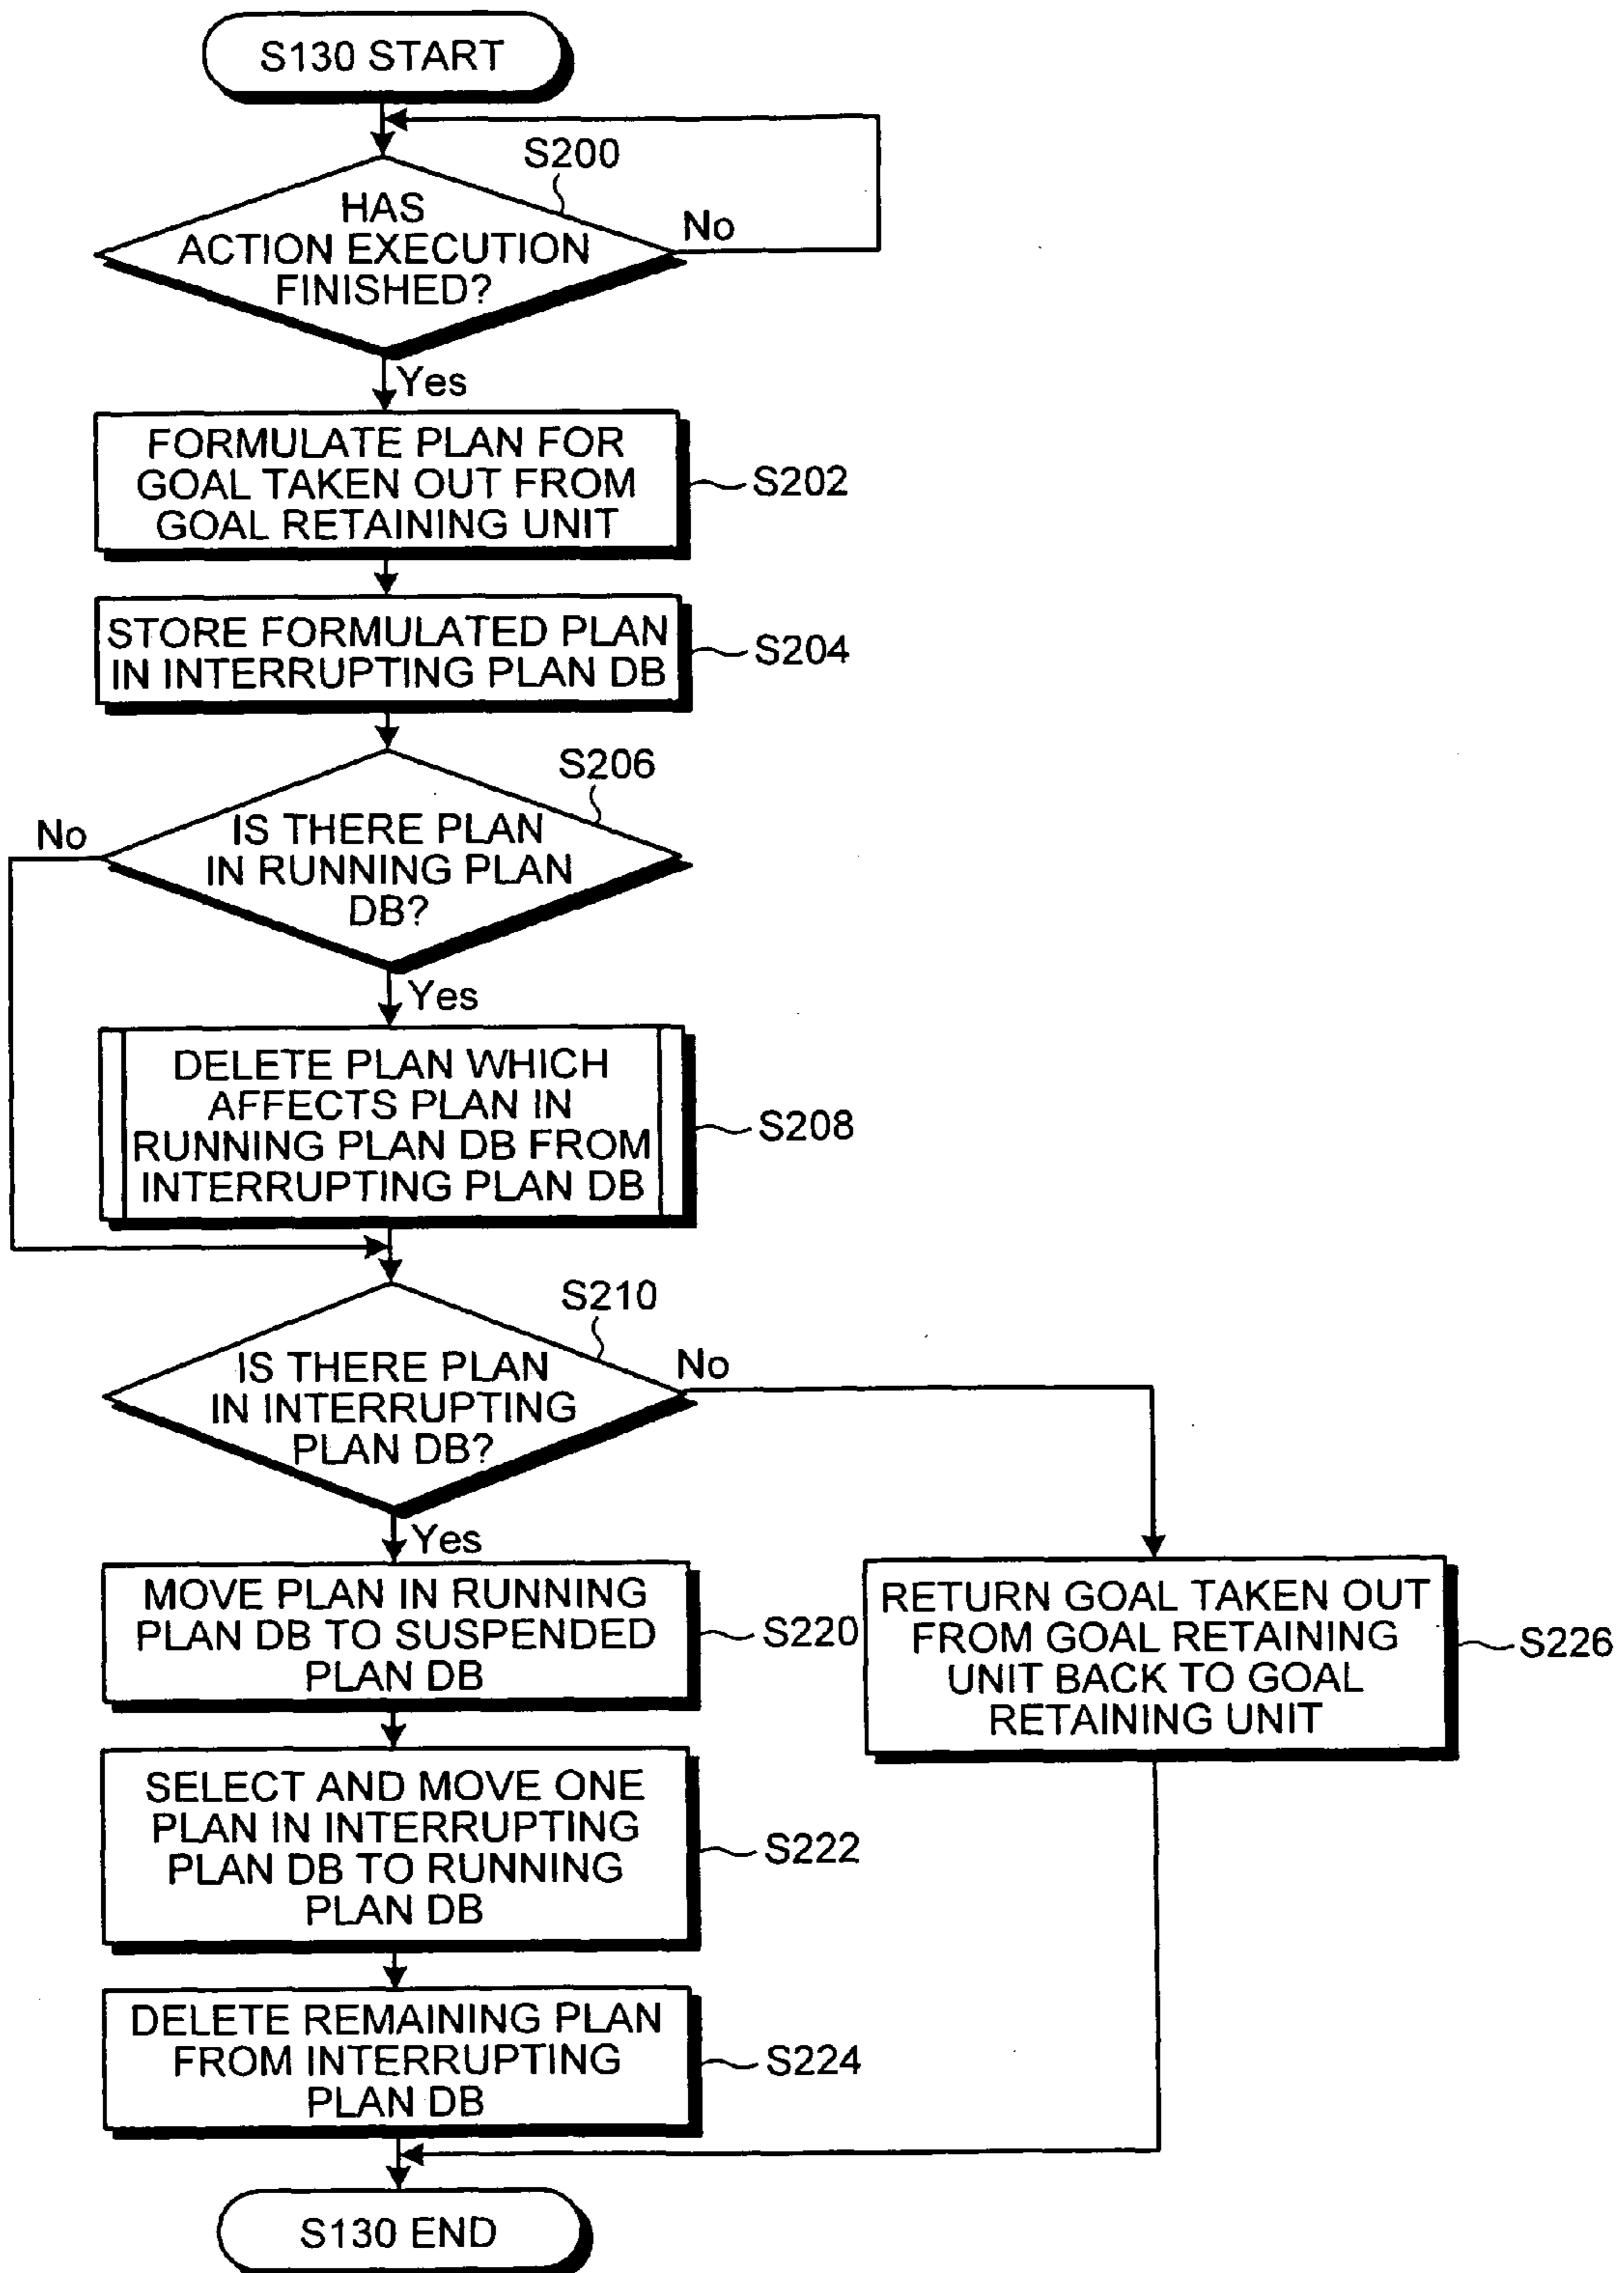 S130 START
S200
HAS
ACTION EXECUTION
FINISHED?
No
Yes
FORMULATE PLAN FOR
GOAL TAKEN OUT FROM
GOAL RETAINING UNIT
S202
STORE FORMULATED PLAN
IN INTERRUPTING PLAN DB
S204
S206
No
IS THERE PLAN
IN RUNNING PLAN
DB?
Yes
DELETE PLAN WHICH
AFFECTS PLAN IN
RUNNING PLAN DB FROM
INTERRUPTING PLAN DB
S208
S210
IS THERE PLAN
IN INTERRUPTING
PLAN DB?
No
Yes
MOVE PLAN IN RUNNING
PLAN DB TO SUSPENDED
PLAN DB
S220
RETURN GOAL TAKEN OUT
FROM GOAL RETAINING
UNIT BACK TO GOAL
RETAINING UNIT
S226
SELECT AND MOVE ONE
PLAN IN INTERRUPTING
PLAN DB TO RUNNING
PLAN DB
S222
DELETE REMAINING PLAN
FROM INTERRUPTING
PLAN DB
S224
S130 END